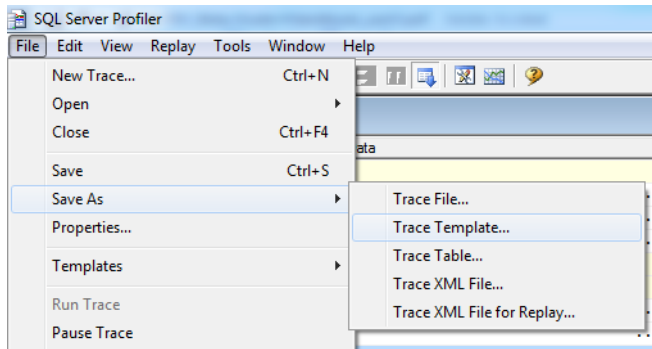 SQL Server Profiler
File Edit View Replay Tools Window Help
New Trace... Ctrl+N
Open
Close Ctrl+F4
ata
Save Ctrl+S
Save As
Trace File...
Properties...
Trace Template...
Trace Table...
Templates
Trace XML File...
Run Trace
Trace XML File for Replay...
Pause Trace